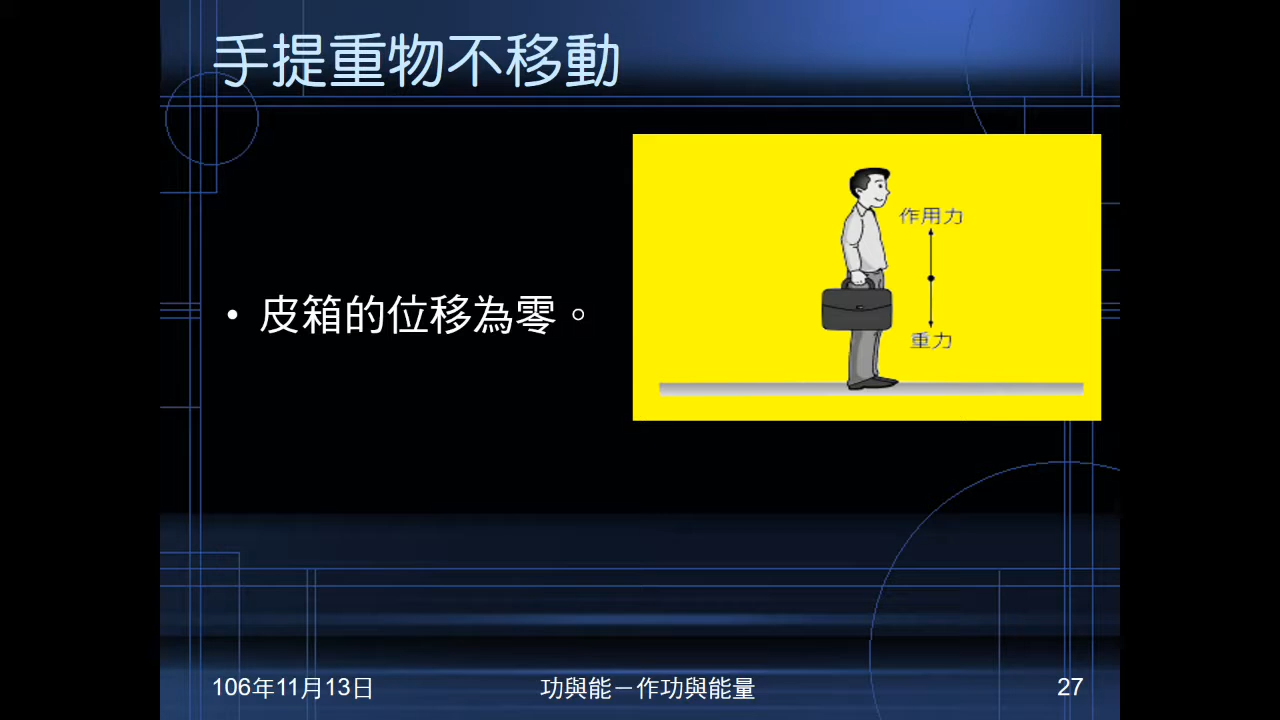 手提重物不移動
• 皮箱的位移為零。
作用力
重力
106年11月13日
功與能－作功與能量
27